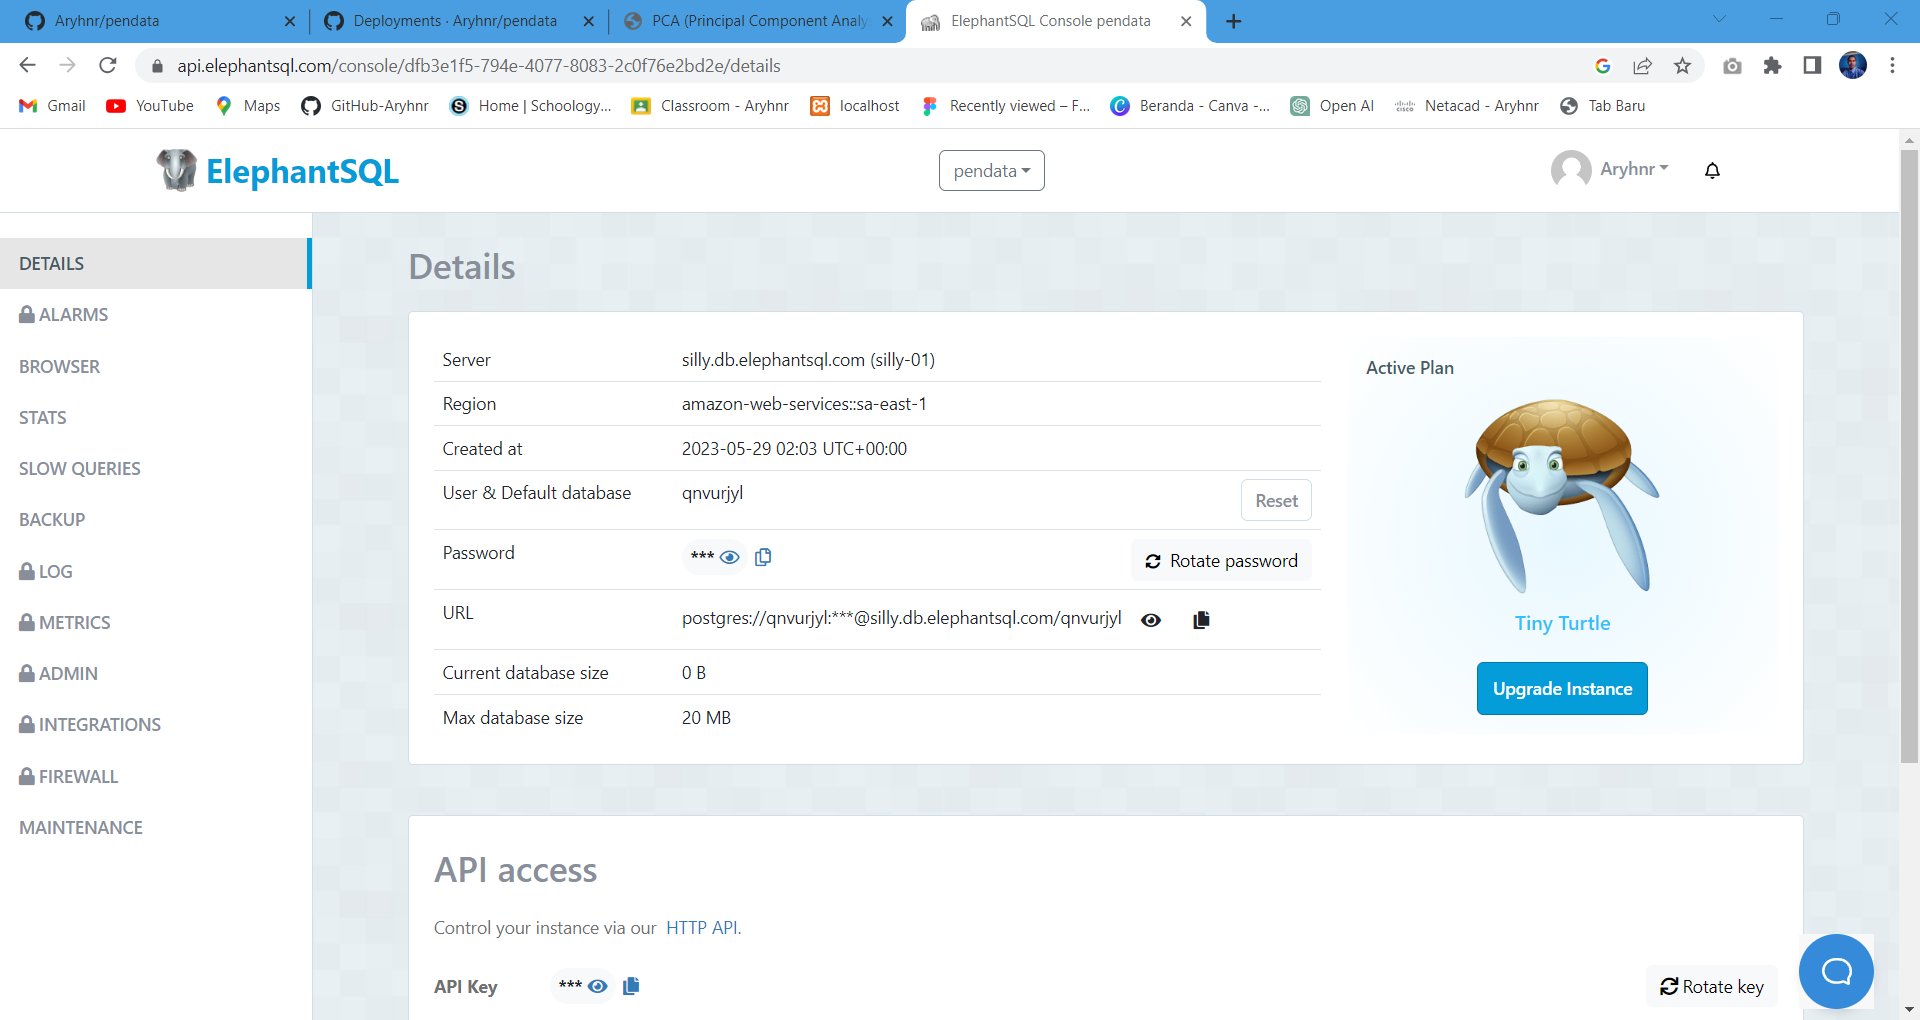 Aryhnr/pendata
Deployments · Aryhnr/pendata
PCA (Principal Component Analy
ElephantSQL Console pendata
api.elephantsql.com/console/dfb3e1f5-794e-4077-8083-2c0f76e2bd2e/details
Gmail
YouTube
Maps
GitHub-Aryhnr
Home | Schoology...
Classroom - Aryhnr
localhost
Recently viewed – F...
Beranda - Canva -...
Open AI
Netacad - Aryhnr
Tab Baru
ElephantSQL
pendata
Aryhnr
DETAILS
ALARMS
BROWSER
STATS
SLOW QUERIES
BACKUP
LOG
METRICS
ADMIN
INTEGRATIONS
FIREWALL
MAINTENANCE
Details
Server silly.db.elephantsql.com (silly-01)
Region amazon-web-services::sa-east-1
Created at 2023-05-29 02:03 UTC+00:00
User & Default database qnvurjyl Reset
Password *** Rotate password
URL postgres://qnvurjyl:***@silly.db.elephantsql.com/qnvurjyl
Current database size 0 B
Max database size 20 MB
Active Plan
Tiny Turtle
Upgrade Instance
API access
Control your instance via our HTTP API.
API Key *** Rotate key